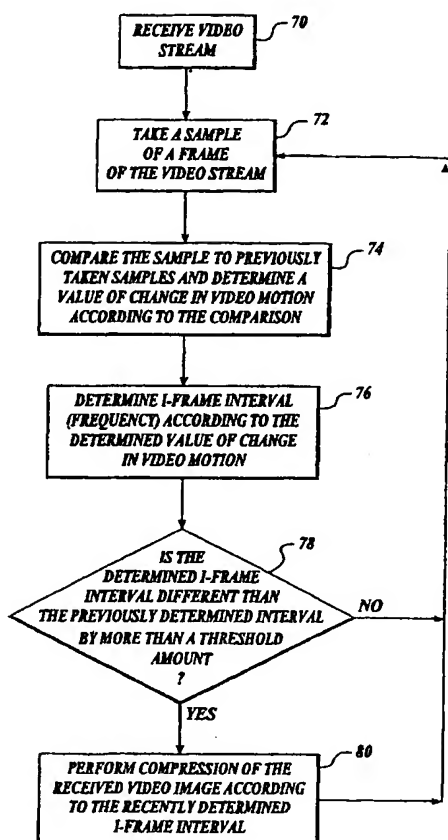 70
RECEIVE VIDEO
STREAM
72
TAKE A SAMPLE
OF A FRAME
OF THE VIDEO STREAM
74
COMPARE THE SAMPLE TO PREVIOUSLY
TAKEN SAMPLES AND DETERMINE A
VALUE OF CHANGE IN VIDEO MOTION
ACCORDING TO THE COMPARISON
76
DETERMINE I-FRAME INTERVAL
(FREQUENCY) ACCORDING TO THE
DETERMINED VALUE OF CHANGE
IN VIDEO MOTION
78
IS THE
DETERMINED I-FRAME
INTERVAL DIFFERENT THAN
THE PREVIOUSLY DETERMINED INTERVAL
BY MORE THAN A THRESHOLD
AMOUNT
?
NO
YES
80
PERFORM COMPRESSION OF THE
RECEIVED VIDEO IMAGE ACCORDING
TO THE RECENTLY DETERMINED
I-FRAME INTERVAL